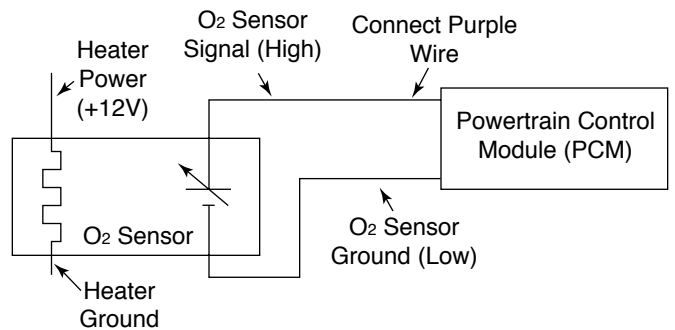 O2 Sensor
Signal (High)
Connect Purple
Wire
Heater
Power
(+12V)
Powertrain Control
Module (PCM)
O2 Sensor
O2 Sensor
Ground (Low)
Heater
Ground